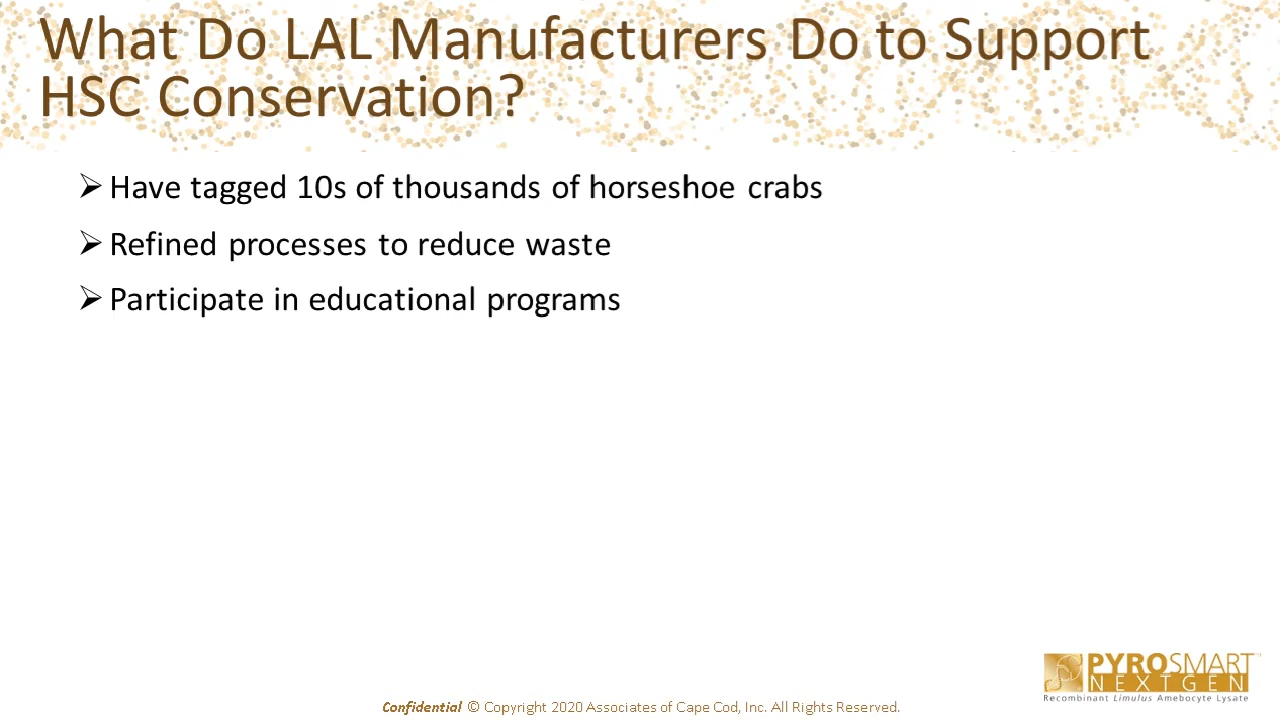 What Do LAL Manufacturers Do to Support
HSC Conservation?
➢ Have tagged 10s of thousands of horseshoe crabs
➢ Refined processes to reduce waste
➢ Participate in educational programs
PYROSMART™
NEXTGEN
Recombinant Limulus Amebocyte Lysate
Confidential © Copyright 2020 Associates of Cape Cod, Inc. All Rights Reserved.